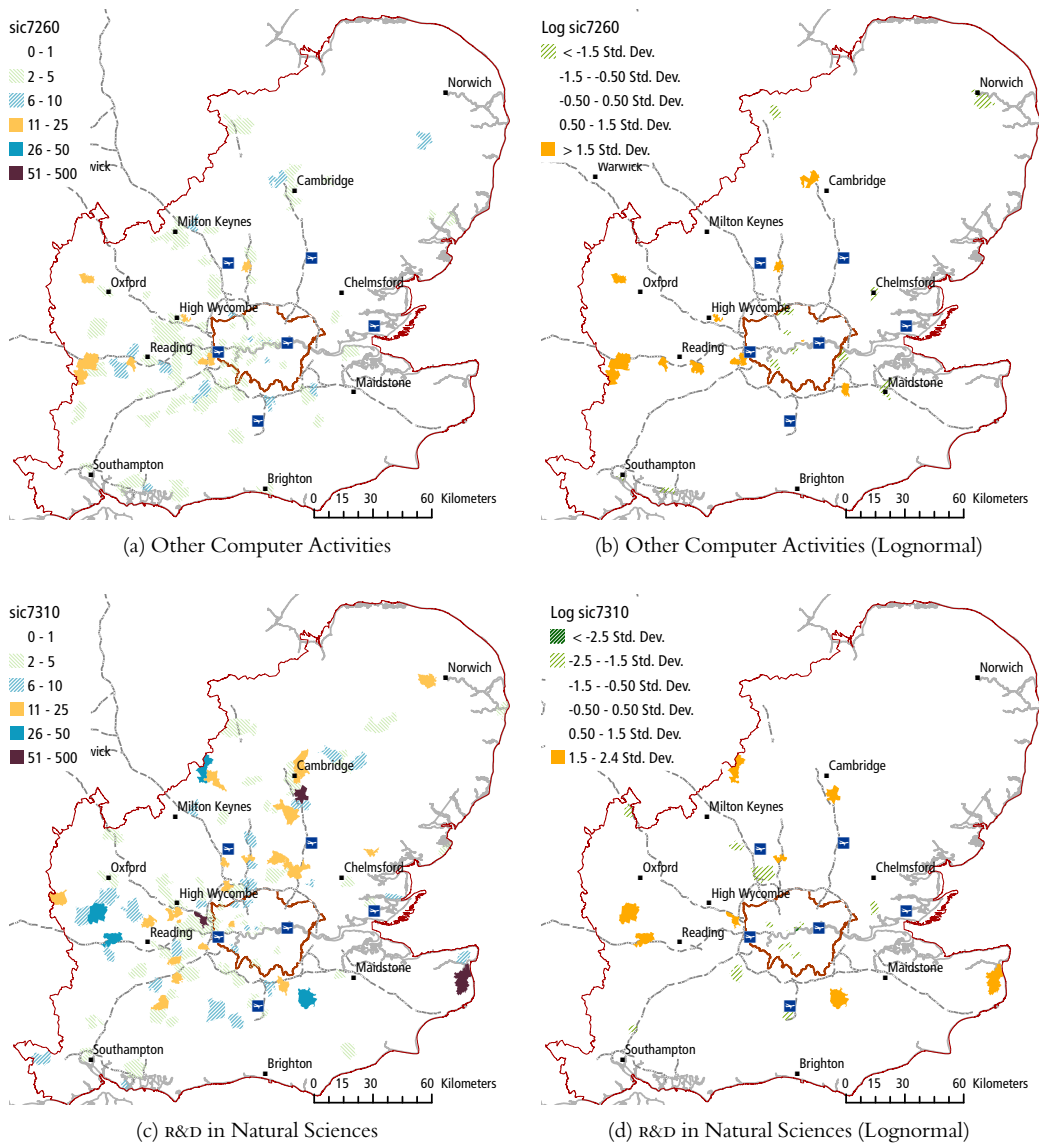 sic7260
0 - 1
2 - 5
6 - 10
11 - 25
26 - 50
51 - 500
wick
Norwich
Cambridge
Milton Keynes
Oxford
High Wycombe
Chelmsford
Reading
Maidstone
Southampton
Brighton
0 15 30 60 Kilometers
(a) Other Computer Activities
Log sic7260
< -1.5 Std. Dev.
-1.5 - -0.50 Std. Dev.
-0.50 - 0.50 Std. Dev.
0.50 - 1.5 Std. Dev.
> 1.5 Std. Dev.
Warwick
Norwich
Cambridge
Milton Keynes
Oxford
High Wycombe
Chelmsford
Reading
Maidstone
Southampton
Brighton
0 15 30 60 Kilometers
(b) Other Computer Activities (Lognormal)
sic7310
0 - 1
2 - 5
6 - 10
11 - 25
26 - 50
51 - 500
wick
Norwich
Cambridge
Milton Keynes
Oxford
High Wycombe
Chelmsford
Reading
Maidstone
Southampton
Brighton
0 15 30 60 Kilometers
(c) R&D in Natural Sciences
Log sic7310
< -2.5 Std. Dev.
-2.5 - -1.5 Std. Dev.
-1.5 - -0.50 Std. Dev.
-0.50 - 0.50 Std. Dev.
0.50 - 1.5 Std. Dev.
1.5 - 2.4 Std. Dev.
Norwich
Cambridge
Milton Keynes
Oxford
High Wycombe
Chelmsford
Reading
Maidstone
Southampton
Brighton
0 15 30 60 Kilometers
(d) R&D in Natural Sciences (Lognormal)